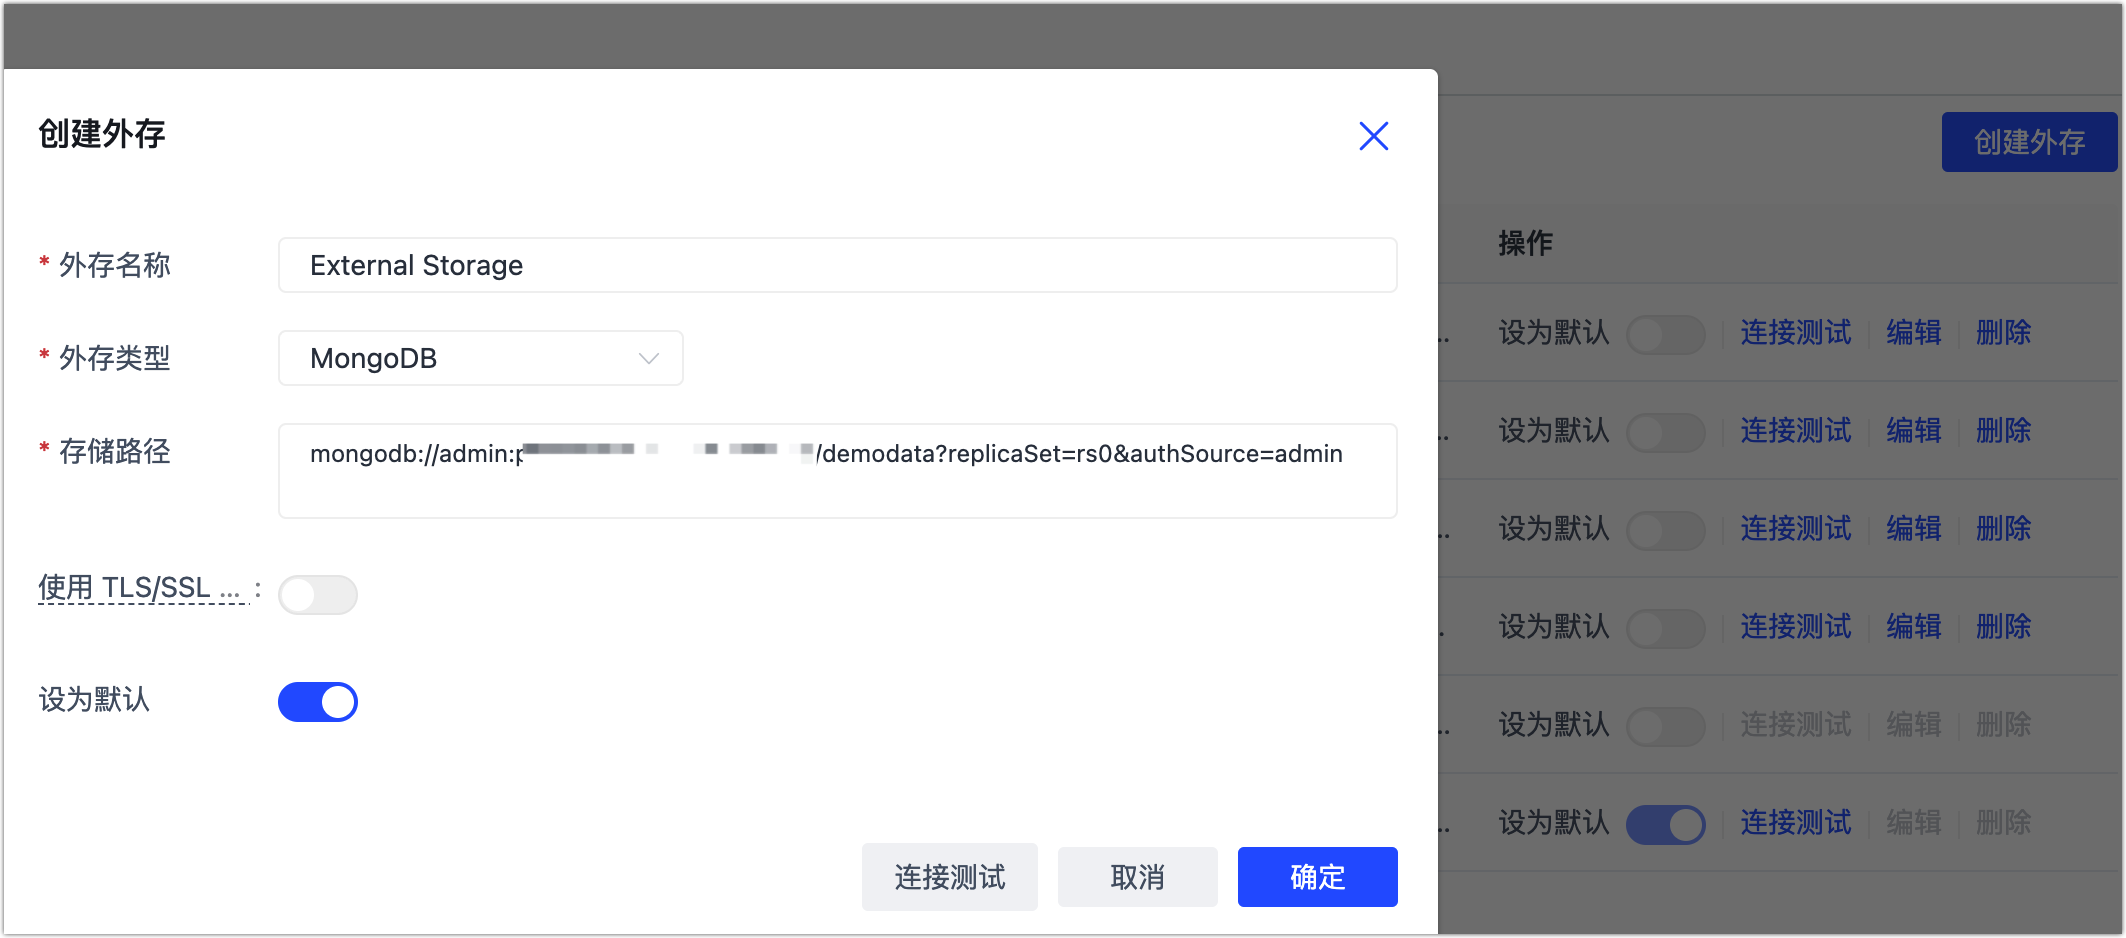 创建外存
* 外存名称 External Storage
* 外存类型 MongoDB
* 存储路径 mongodb://admin:p /demodata?replicaSet=rs0&authSource=admin
使用 TLS/SSL ... :
设为默认
连接测试 取消 确定
创建外存
操作
.. 设为默认 连接测试 编辑 删除
.. 设为默认 连接测试 编辑 删除
.. 设为默认 连接测试 编辑 删除
. 设为默认 连接测试 编辑 删除
.. 设为默认 连接测试 编辑 删除
.. 设为默认 连接测试 编辑 删除